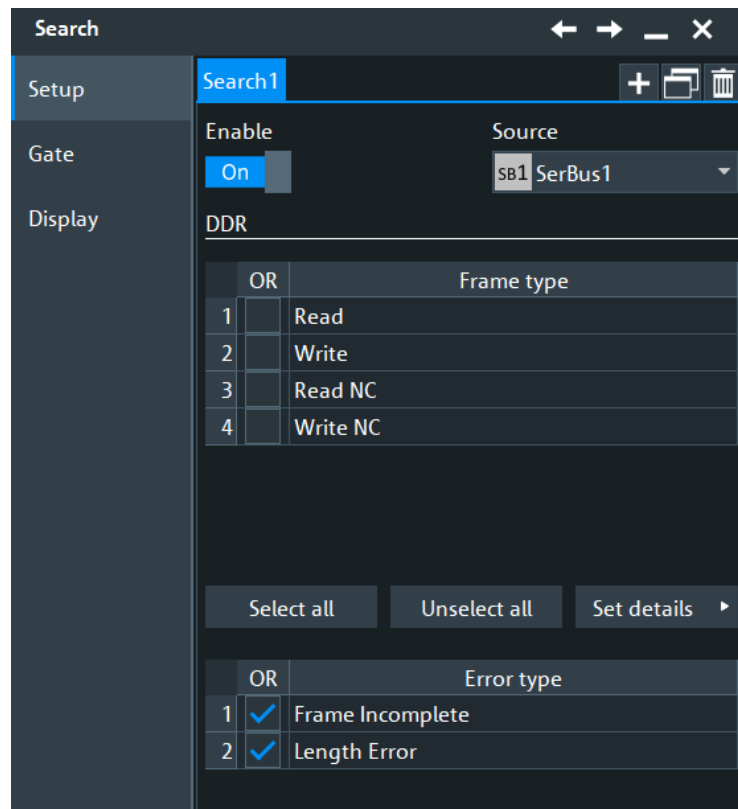 Search
Setup
Gate
Display
Search1
Enable
Source
On
SB1 SerBus1
DDR
OR Frame type
1 Read
2 Write
3 Read NC
4 Write NC
Select all Unselect all Set details
OR Error type
1 Frame Incomplete
2 Length Error